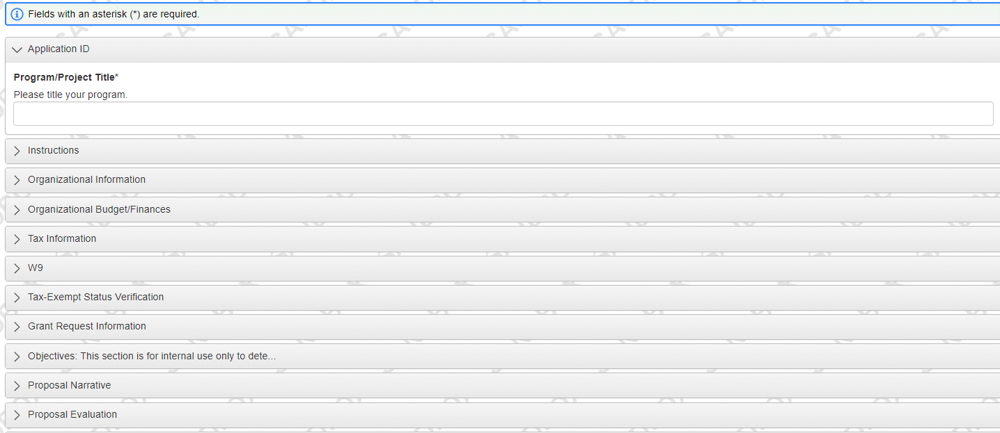 Fields with an asterisk (*) are required.
Application ID
Program/Project Title*
Please title your program.
Instructions
Organizational Information
Organizational Budget/Finances
Tax Information
W9
Tax-Exempt Status Verification
Grant Request Information
Objectives: This section is for internal use only to dete...
Proposal Narrative
Proposal Evaluation